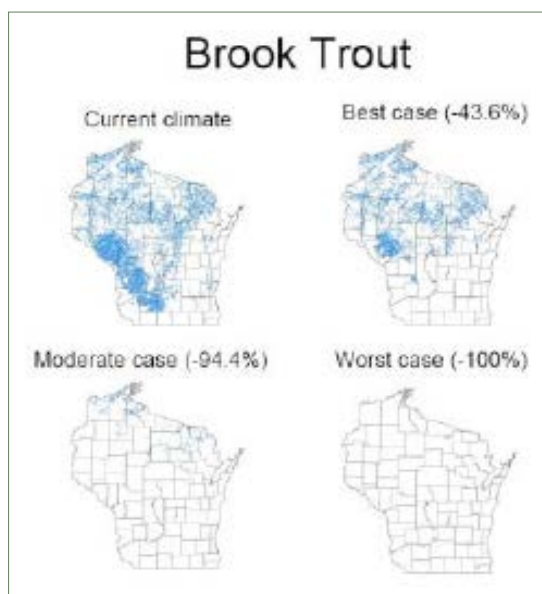 Brook Trout
Current climate
Best case (-43.6%)
Moderate case (-94.4%)
Worst case (-100%)